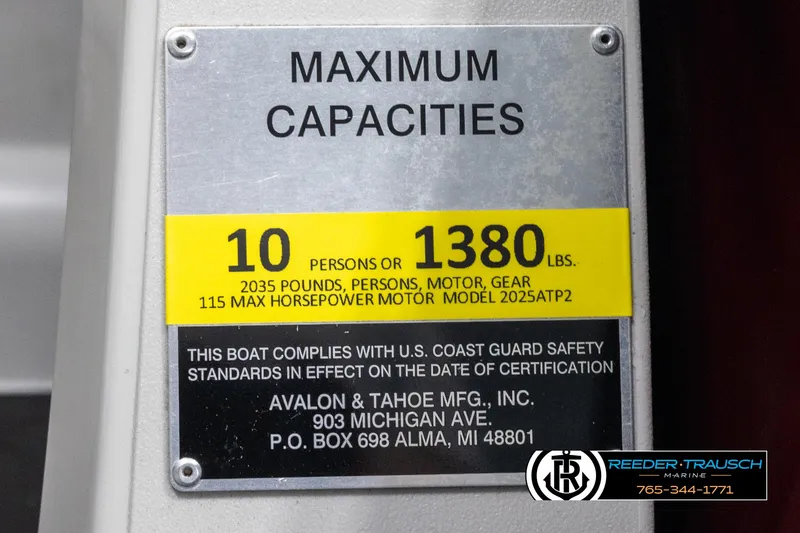 MAXIMUM
CAPACITIES
10 PERSONS OR 1380 LBS.
2035 POUNDS, PERSONS, MOTOR, GEAR
115 MAX HORSEPOWER MOTOR MODEL 2025ATP2
THIS BOAT COMPLIES WITH U.S. COAST GUARD SAFETY
STANDARDS IN EFFECT ON THE DATE OF CERTIFICATION
AVALON & TAHOE MFG., INC.
903 MICHIGAN AVE.
P.O. BOX 698 ALMA, MI 48801
RT
REEDER·TRAUSCH
MARINE
765-344-1771